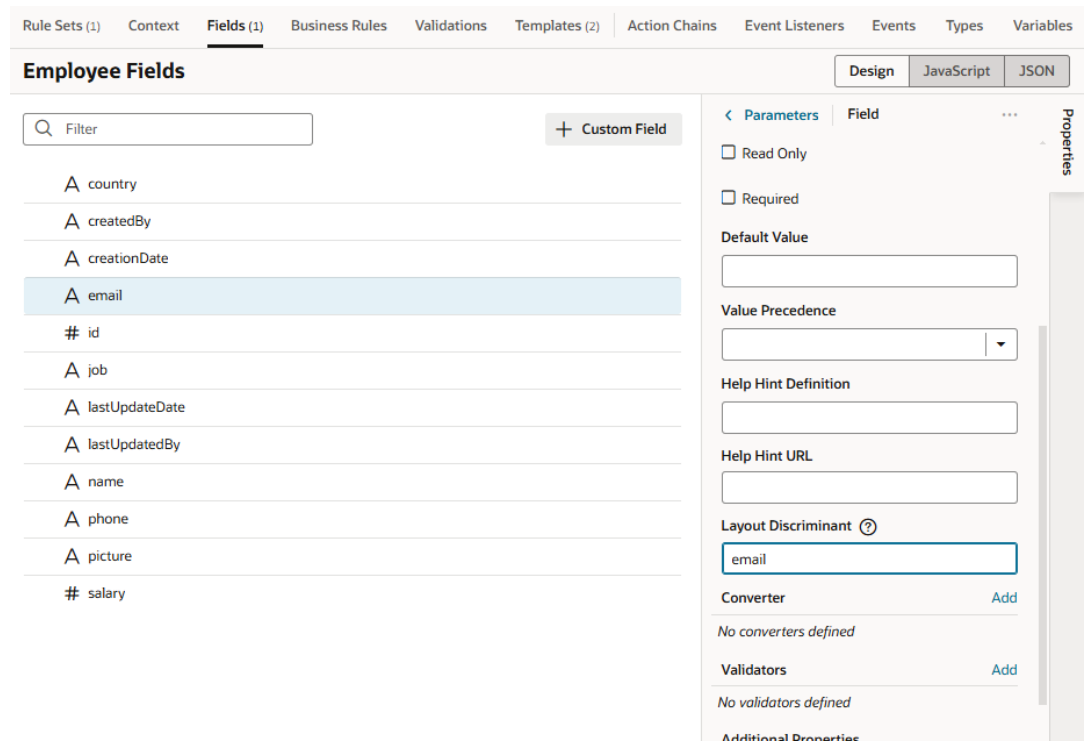 Rule Sets (1) Context Fields (1) Business Rules Validations Templates (2) Action Chains Event Listeners Events Types Variables
Employee Fields
Design JavaScript JSON
Filter
+ Custom Field
A country
A createdBy
A creationDate
A email
# id
A job
A lastUpdateDate
A lastUpdatedBy
A name
A phone
A picture
# salary
Parameters Field ...
Read Only
Required
Default Value
Value Precedence
Help Hint Definition
Help Hint URL
Layout Discriminant ?
email
Converter Add
No converters defined
Validators Add
No validators defined
Additional Properties
Properties